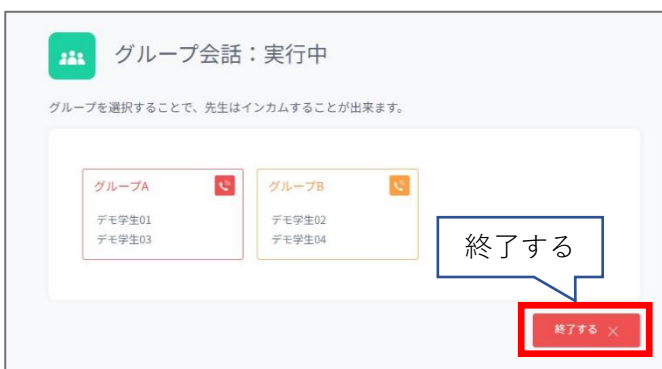 グループ会話：実行中
グループを選択することで、先生はインカムすることが出来ます。
グループA
デモ学生01
デモ学生03
グループB
デモ学生02
デモ学生04
終了する
終了する ×